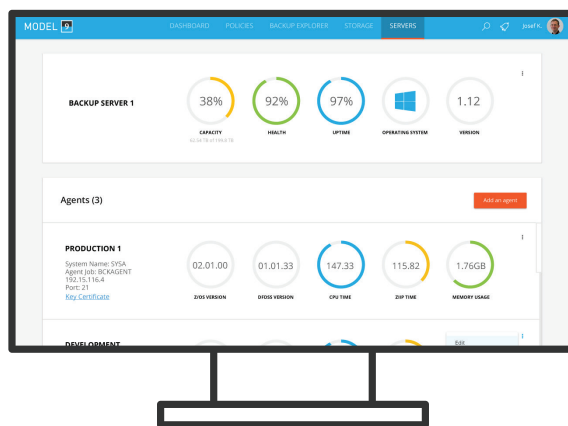 MODEL 9
DASHBOARD POLICIES BACKUP EXPLORER STORAGE SERVERS
Josef K.
BACKUP SERVER 1
38% 92% 97% 1.12
CAPACITY HEALTH UPTIME OPERATING SYSTEM VERSION
Agents (3)
Add an agent
PRODUCTION 1
System Name: SYSA
Agent Job: BCKAGENT
192.15.116.4
Port: 21
Key Certificate
02.01.00 01.01.33 147.33 115.82 1.76GB
Z/OS VERSION DFDSS VERSION CPU TIME ZIIP TIME MEMORY USAGE
DEVELOPMENT
Edit